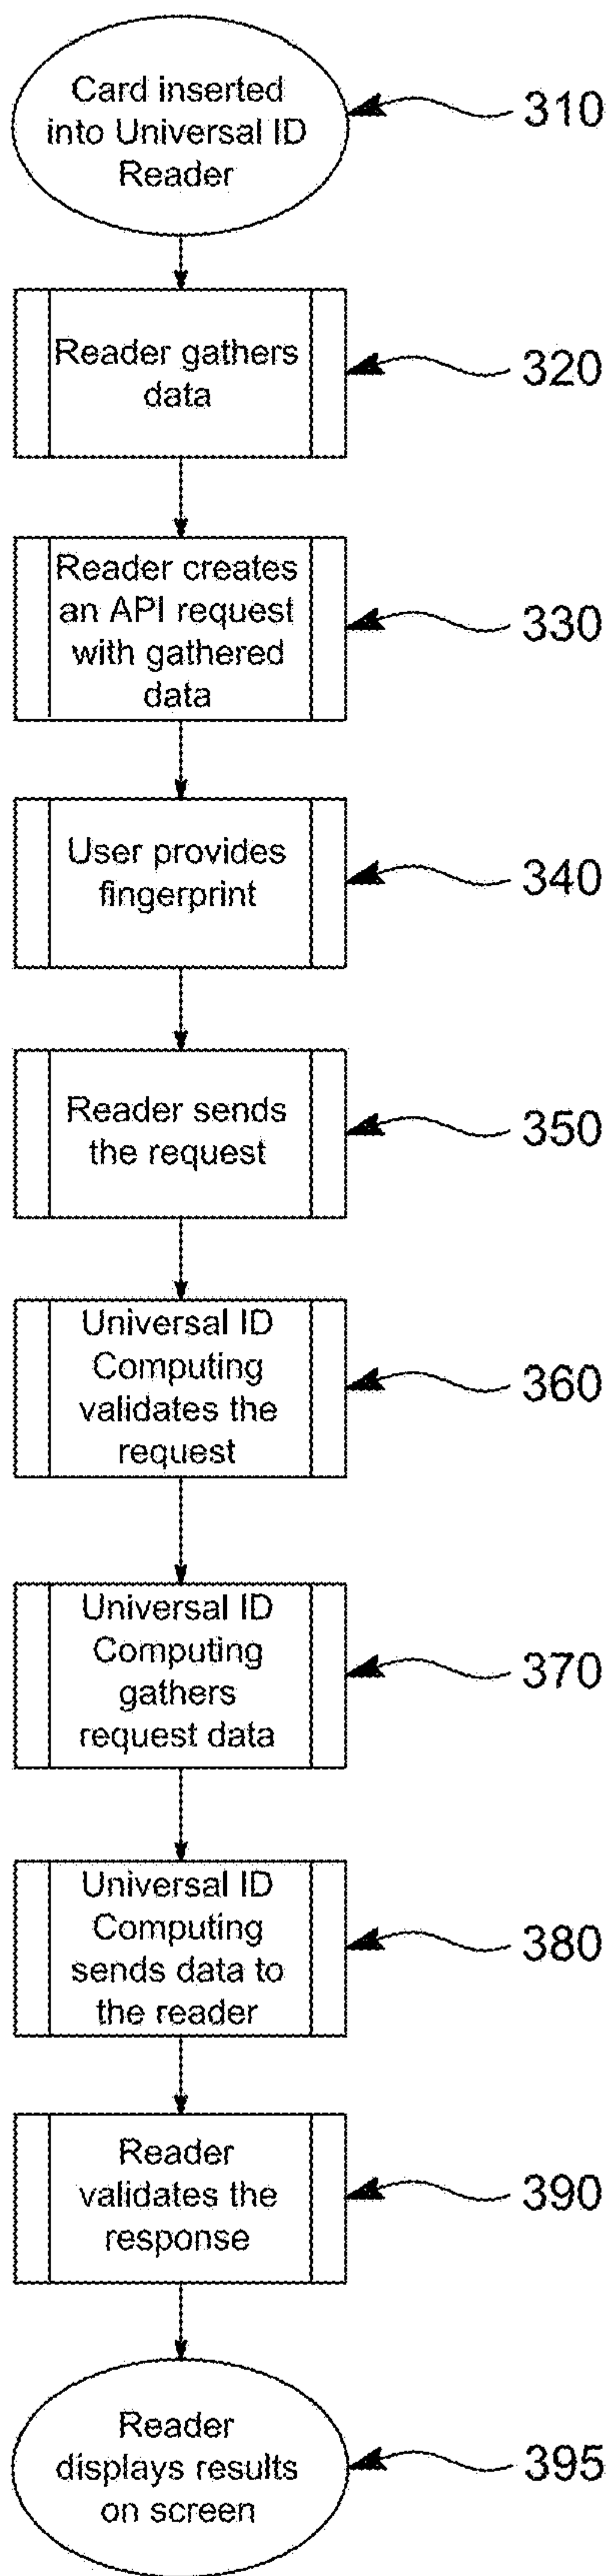 Card inserted
into Universal ID
Reader
310
Reader gathers
data
320
Reader creates
an API request
with gathered
data
330
User provides
fingerprint
340
Reader sends
the request
350
Universal ID
Computing
validates the
request
360
Universal ID
Computing
gathers
request data
370
Universal ID
Computing
sends data to
the reader
380
Reader
validates the
response
390
Reader
displays results
on screen
395